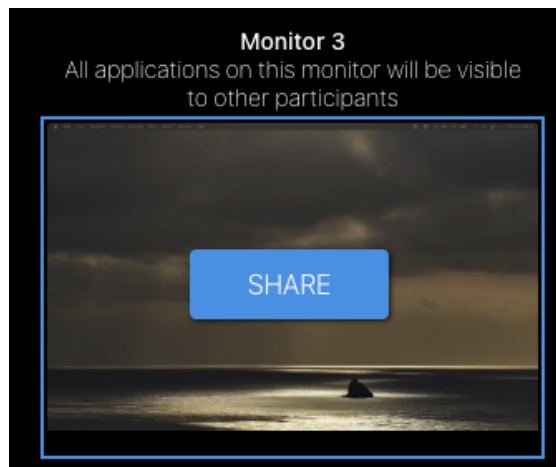 Monitor 3
All applications on this monitor will be visible
to other participants
SHARE